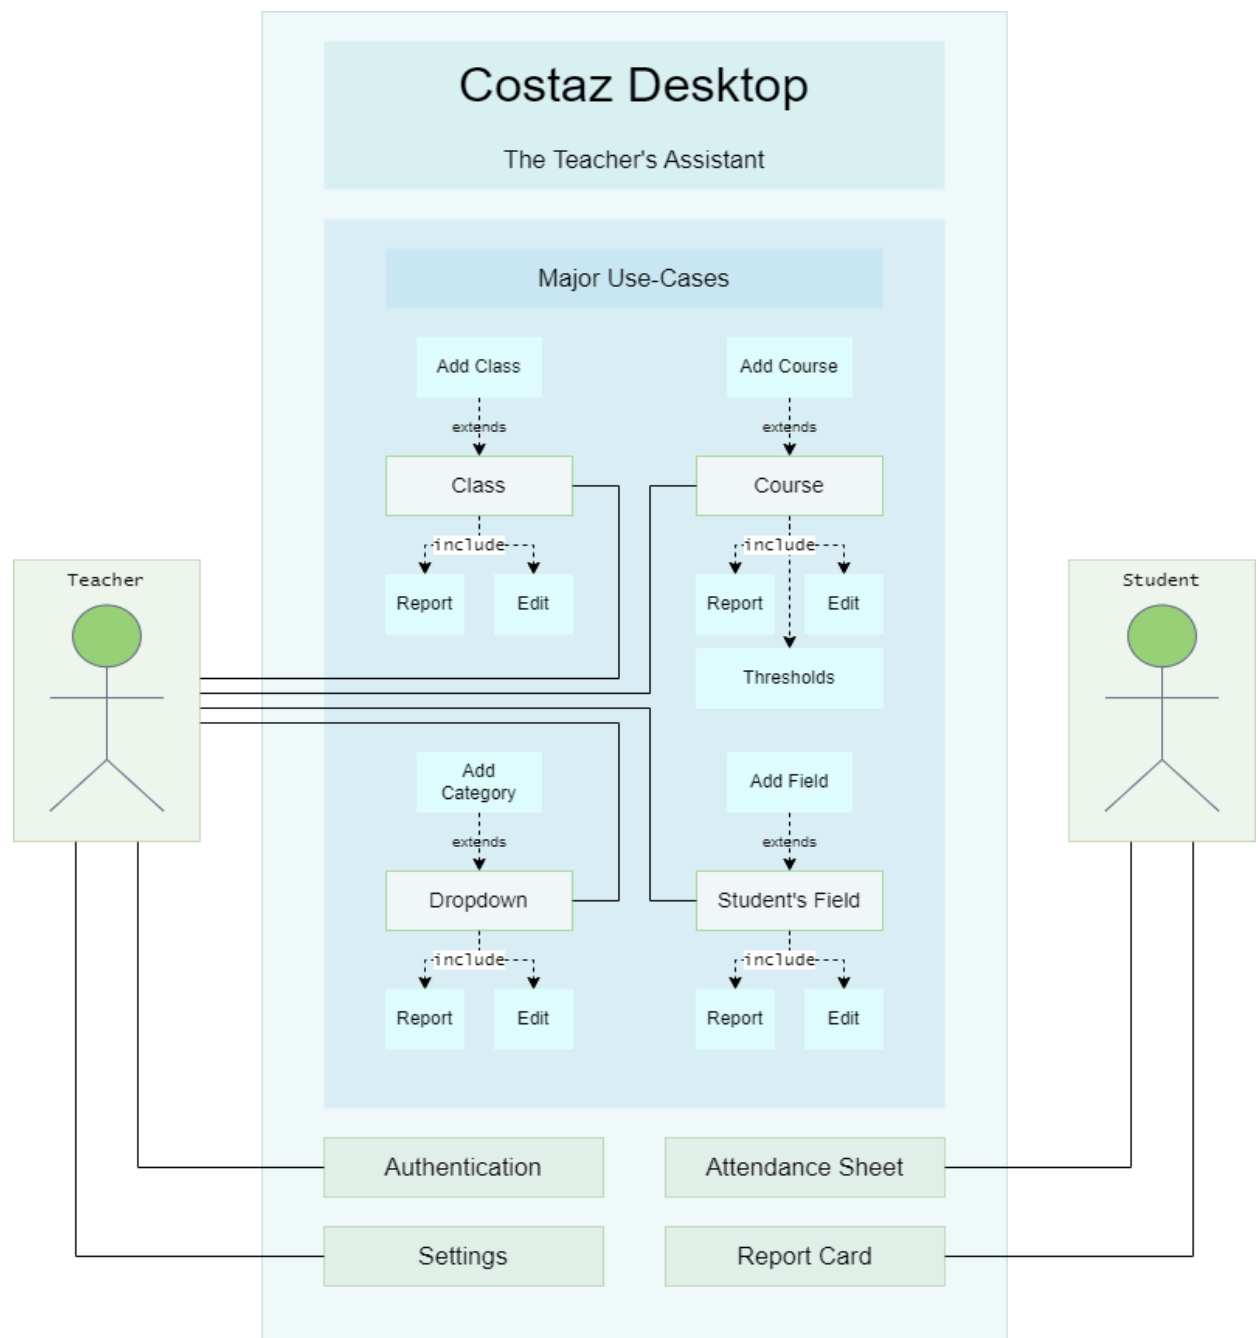 Costaz Desktop
The Teacher's Assistant
Major Use-Cases
Add Class
Add Course
extends
extends
Class
Course
include
include
Report
Edit
Report
Edit
Thresholds
Teacher
Student
Add
Category
Add Field
extends
extends
Dropdown
Student's Field
include
include
Report
Edit
Report
Edit
Authentication
Attendance Sheet
Settings
Report Card